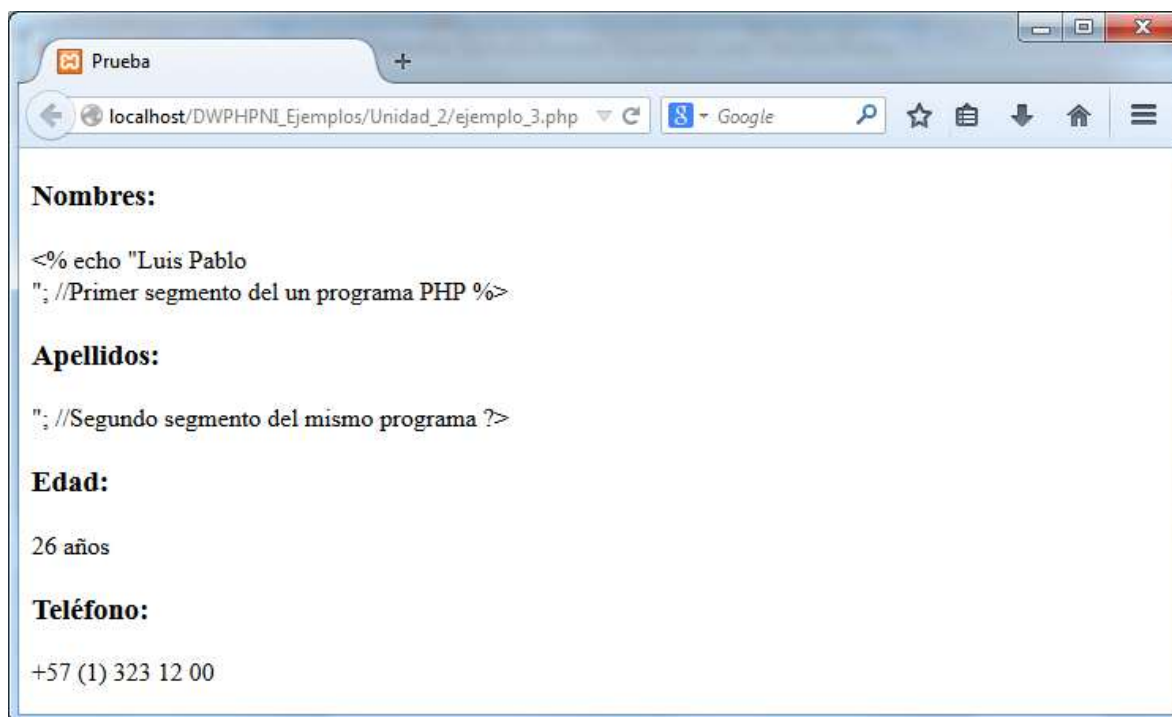 Prueba
localhost/DWPHPNI_Ejemplos/Unidad_2/ejemplo_3.php
Google
Nombres:
<% echo "Luis Pablo
"; //Primer segmento del un programa PHP %>
Apellidos:
"; //Segundo segmento del mismo programa ?>
Edad:
26 años
Teléfono:
+57 (1) 323 12 00